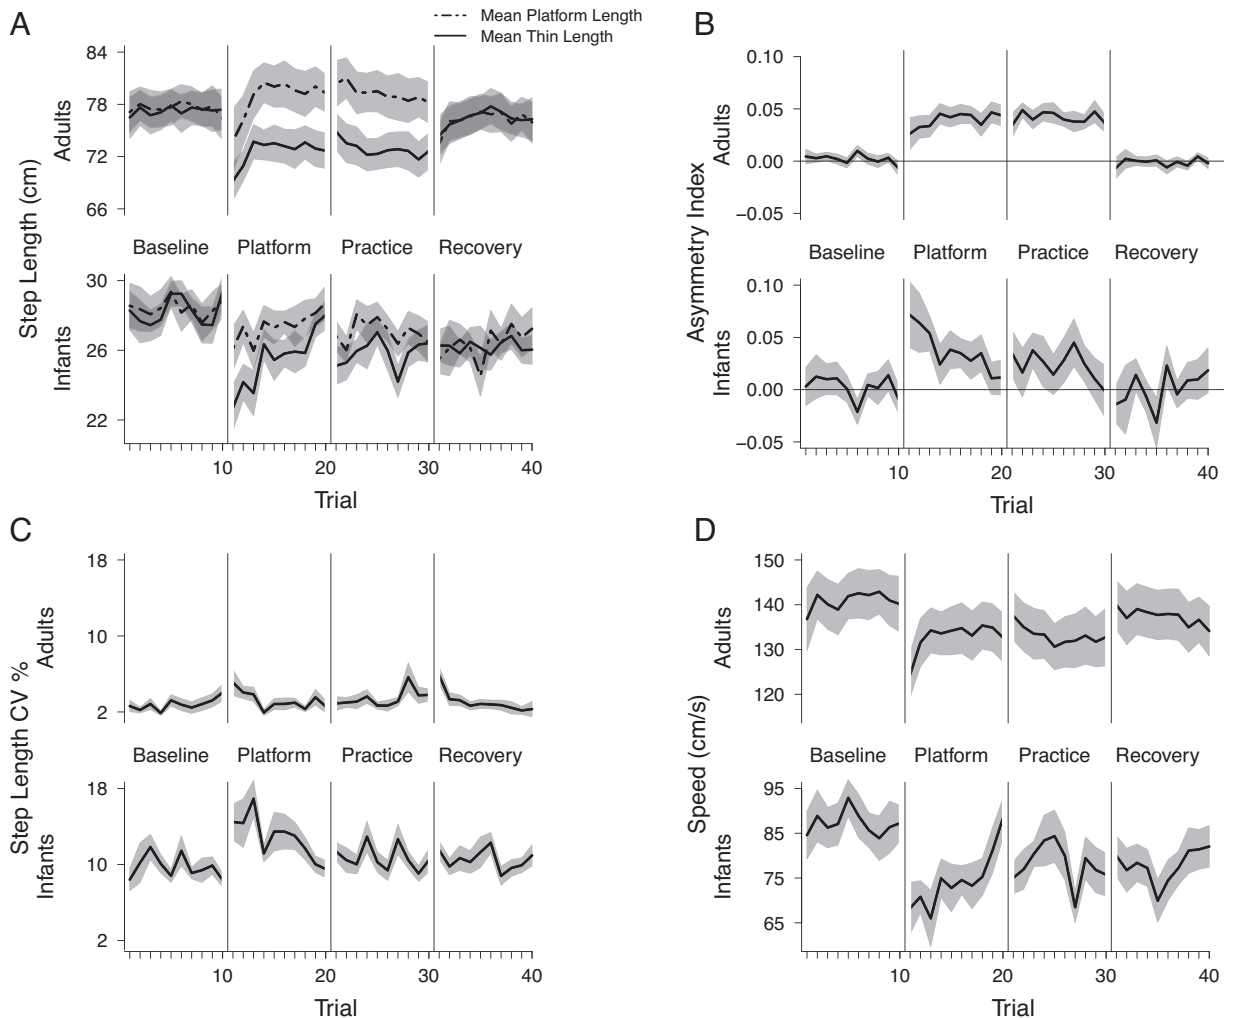 A
Mean Platform Length
Mean Thin Length
84
78
72
66
Adults
Step Length (cm)
Baseline Platform Practice Recovery
30
26
22
Infants
10 20 30 40
Trial
B
0.10
0.05
0.00
−0.05
Adults
Asymmetry Index
Baseline Platform Practice Recovery
0.10
0.05
0.00
−0.05
Infants
10 20 30 40
Trial
C
18
10
2
Adults
Step Length CV %
Baseline Platform Practice Recovery
18
10
2
Infants
10 20 30 40
Trial
D
150
140
130
120
Adults
Speed (cm/s)
Baseline Platform Practice Recovery
95
85
75
65
Infants
10 20 30 40
Trial